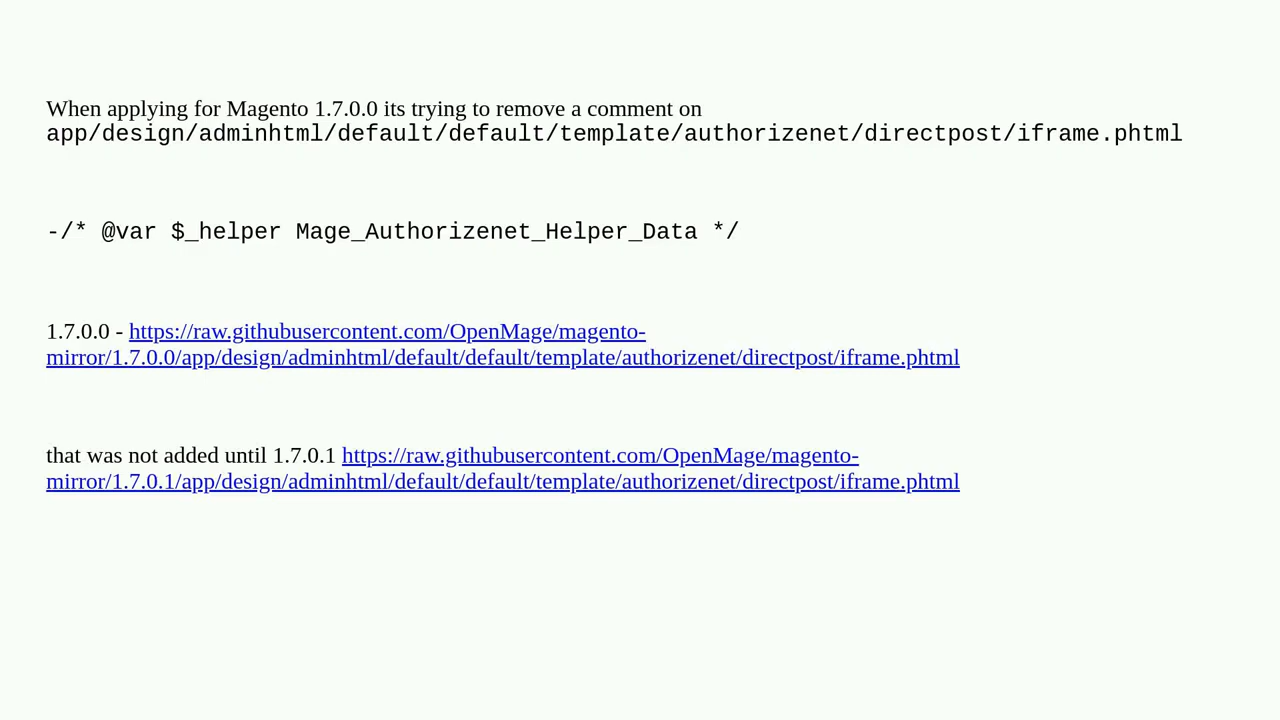 When applying for Magento 1.7.0.0 its trying to remove a comment on
app/design/adminhtml/default/default/template/authorizenet/directpost/iframe.phtml
-/* @var $_helper Mage_Authorizenet_Helper_Data */
1.7.0.0 - https://raw.githubusercontent.com/OpenMage/magento-
mirror/1.7.0.0/app/design/adminhtml/default/default/template/authorizenet/directpost/iframe.phtml
that was not added until 1.7.0.1 https://raw.githubusercontent.com/OpenMage/magento-
mirror/1.7.0.1/app/design/adminhtml/default/default/template/authorizenet/directpost/iframe.phtml